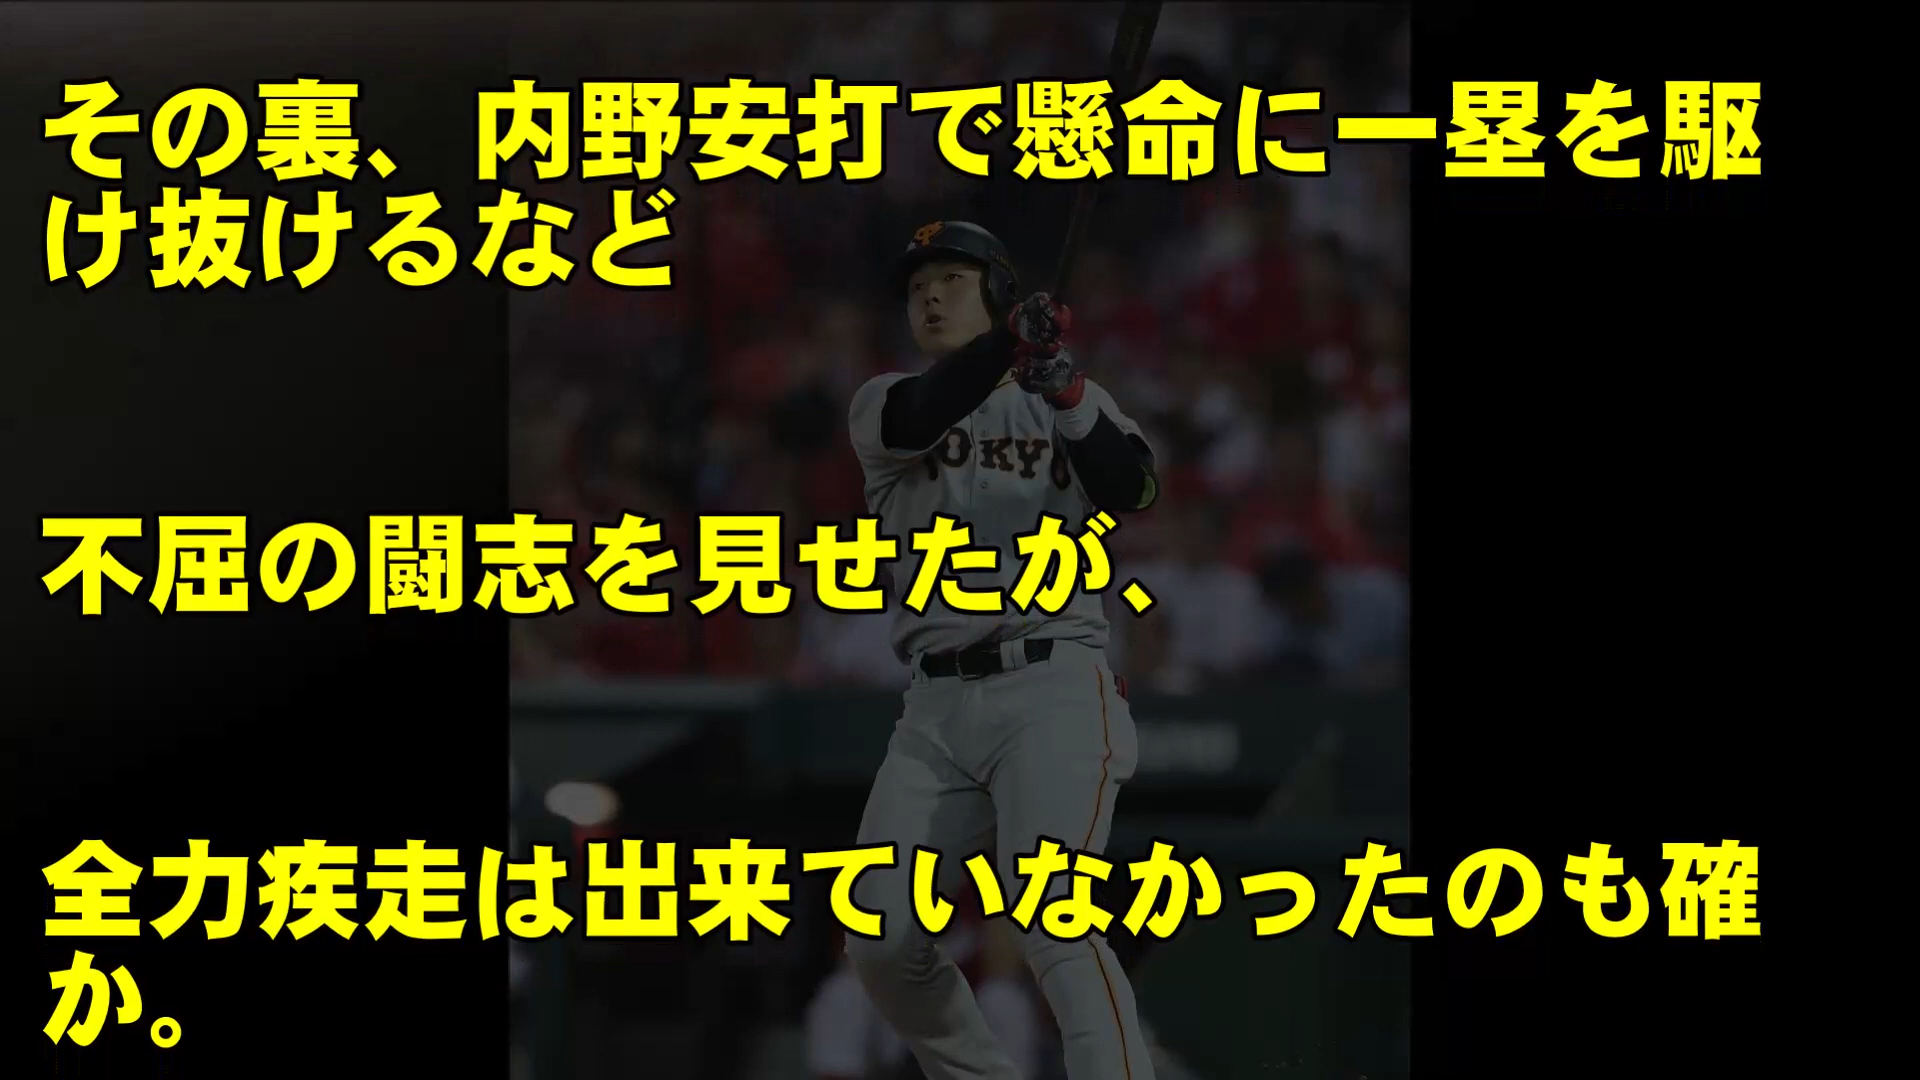 その裏、内野安打で懸命に一塁を駆
け抜けるなど
不屈の闘志を見せたが、
全力疾走は出来ていなかったのも確
か。
TOKYO